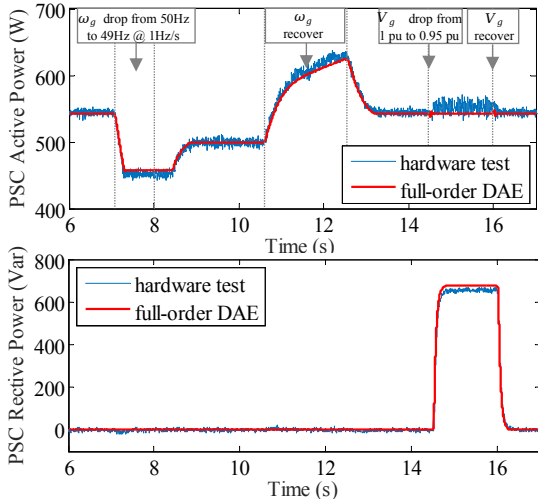 ω_g drop from 50Hz
to 49Hz @ 1Hz/s
ω_g
recover
V_g drop from
1 pu to 0.95 pu
V_g
recover
PSC Active Power (W)
700
600
500
400
hardware test
full-order DAE
6 8 10 12 14 16
Time (s)
PSC Rective Power (Var)
800
600
400
200
0
hardware test
full-order DAE
6 8 10 12 14 16
Time (s)